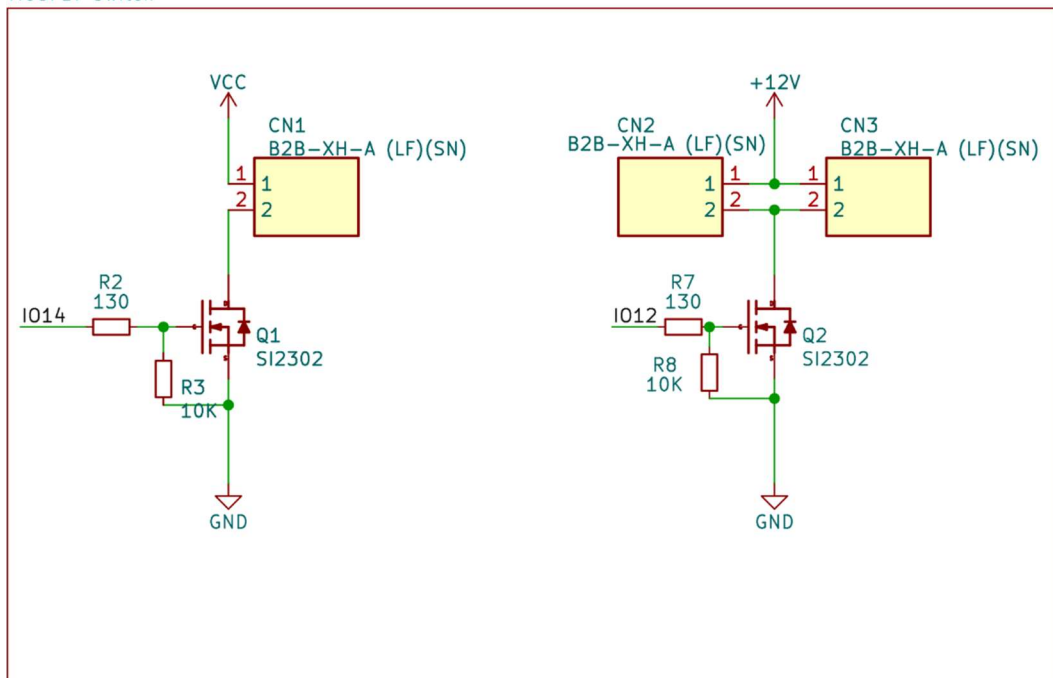 VCC
CN1
B2B-XH-A (LF)(SN)
1 1
2 2
R2
130
IO14
Q1
SI2302
R3
10K
GND
+12V
CN2
B2B-XH-A (LF)(SN)
1 1
2 2
CN3
B2B-XH-A (LF)(SN)
1 1
2 2
R7
130
IO12
Q2
SI2302
R8
10K
GND